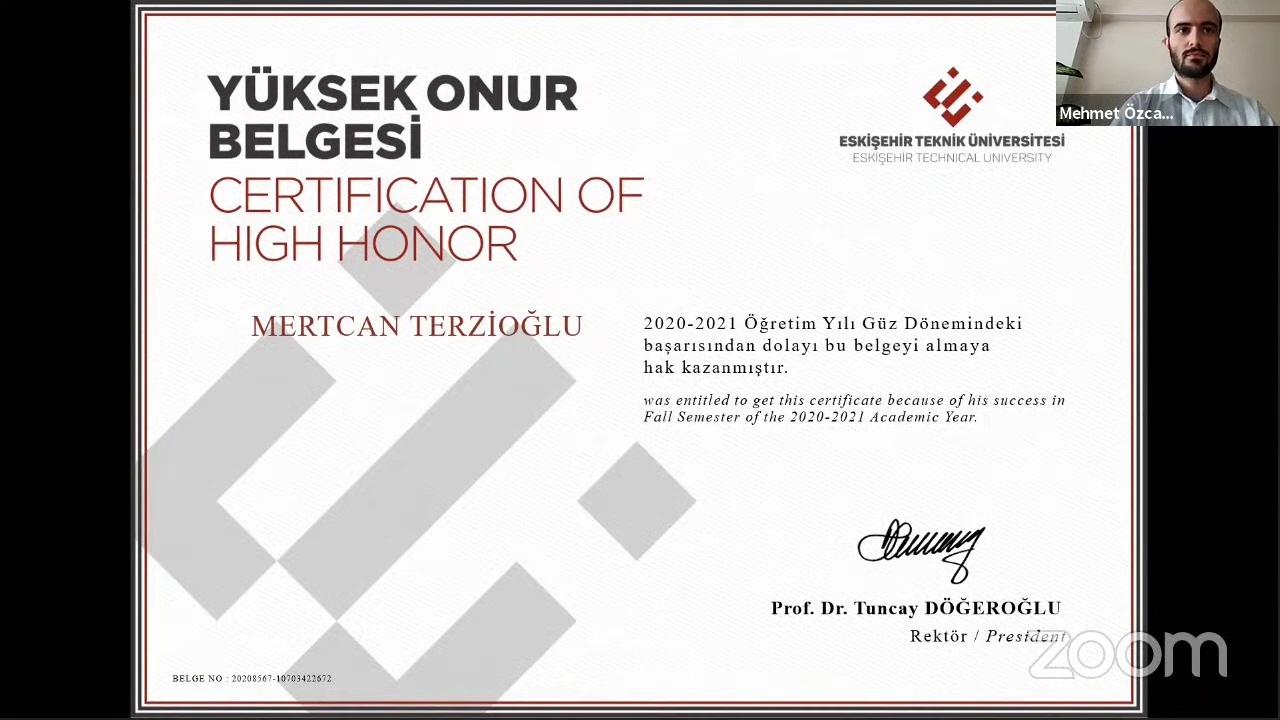 YÜKSEK ONUR
BELGESİ
CERTIFICATION OF
HIGH HONOR
ESKİŞEHİR TEKNİK ÜNİVERSİTESİ
ESKİŞEHİR TECHNICAL UNIVERSITY
Mehmet Özca...
MERTCAN TERZİOĞLU
2020-2021 Öğretim Yılı Güz Dönemindeki
başarısından dolayı bu belgeyi almaya
hak kazanmıştır.
was entitled to get this certificate because of his success in
Fall Semester of the 2020-2021 Academic Year.
Prof. Dr. Tuncay DÖĞEROĞLU
Rektör / President
zoom
BELGE NO : 20208567-10703422672